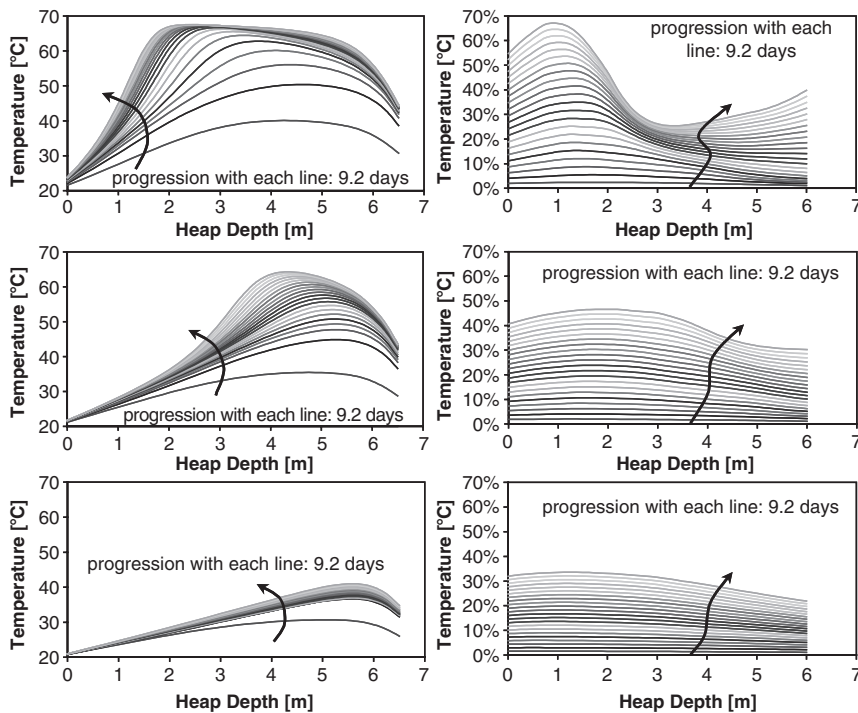 Temperature [°C]
70
60
50
40
30
20
progression with each line: 9.2 days
0 1 2 3 4 5 6 7
Heap Depth [m]
Temperature [°C]
70%
60%
50%
40%
30%
20%
10%
0%
progression with each
line: 9.2 days
0 1 2 3 4 5 6 7
Heap Depth [m]
Temperature [°C]
70
60
50
40
30
20
progression with each line: 9.2 days
0 1 2 3 4 5 6 7
Heap Depth [m]
Temperature [°C]
70%
60%
50%
40%
30%
20%
10%
0%
progression with each line: 9.2 days
0 1 2 3 4 5 6 7
Heap Depth [m]
Temperature [°C]
70
60
50
40
30
20
progression with each line: 9.2 days
0 1 2 3 4 5 6 7
Heap Depth [m]
Temperature [°C]
70%
60%
50%
40%
30%
20%
10%
0%
progression with each line: 9.2 days
0 1 2 3 4 5 6 7
Heap Depth [m]